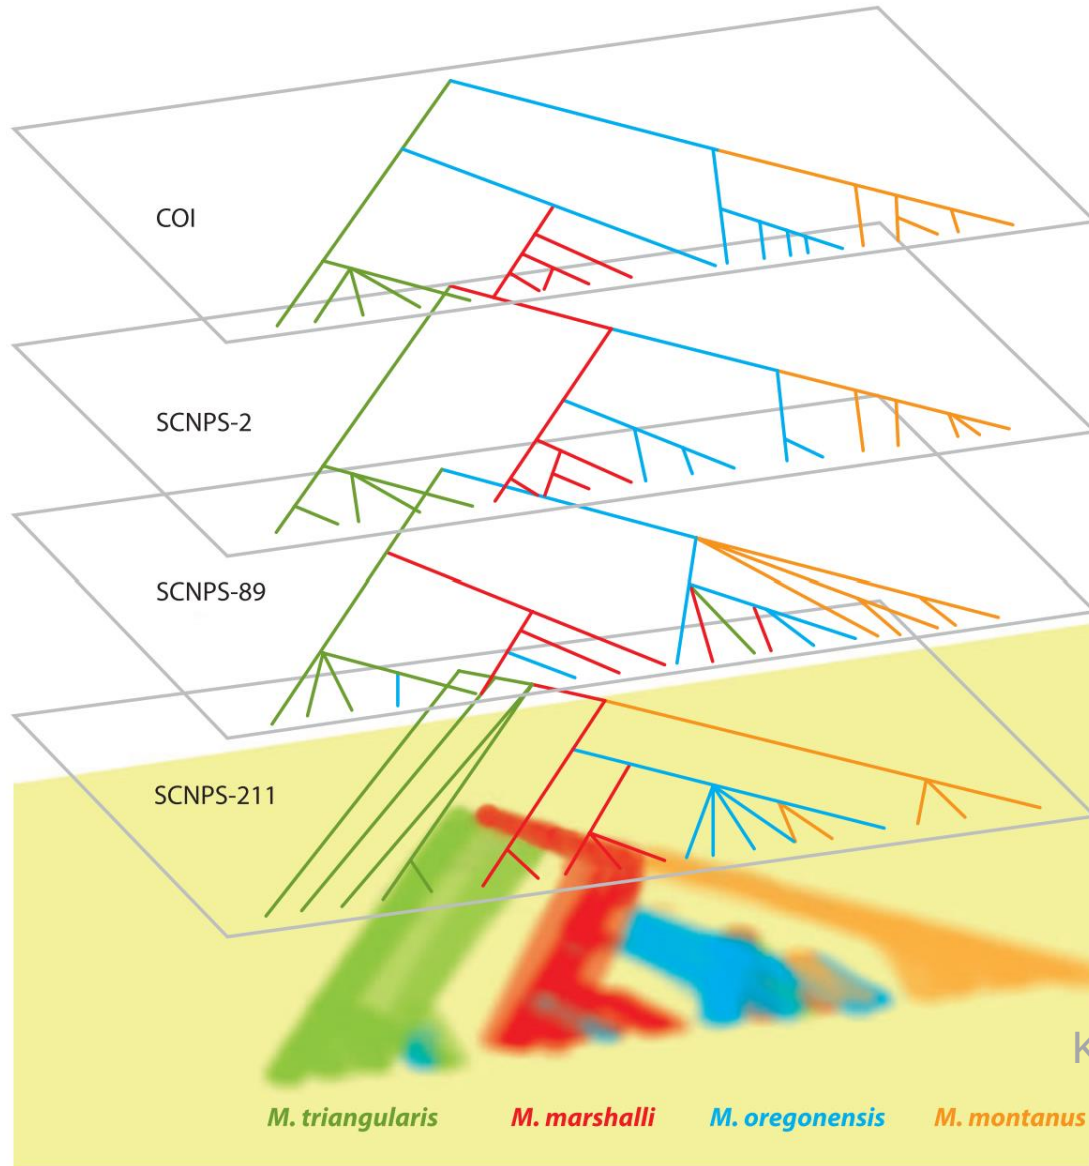 COI
SCNPS-2
SCNPS-89
SCNPS-211
K
M. triangularis M. marshalli M. oregonensis M. montanus